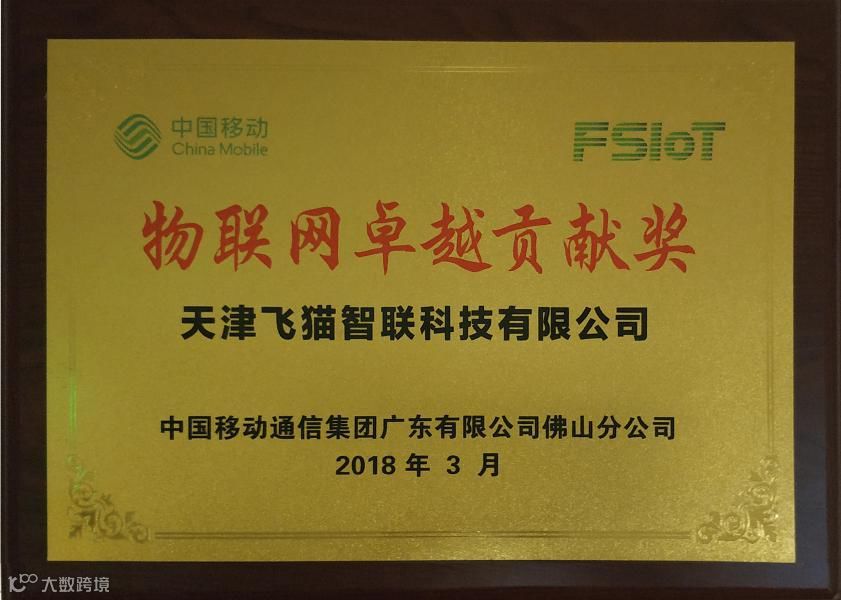 中国移动
China Mobile
FSIoT
物联网卓越贡献奖
天津飞猫智联科技有限公司
中国移动通信集团广东有限公司佛山分公司
2018 年 3 月
大数跨境